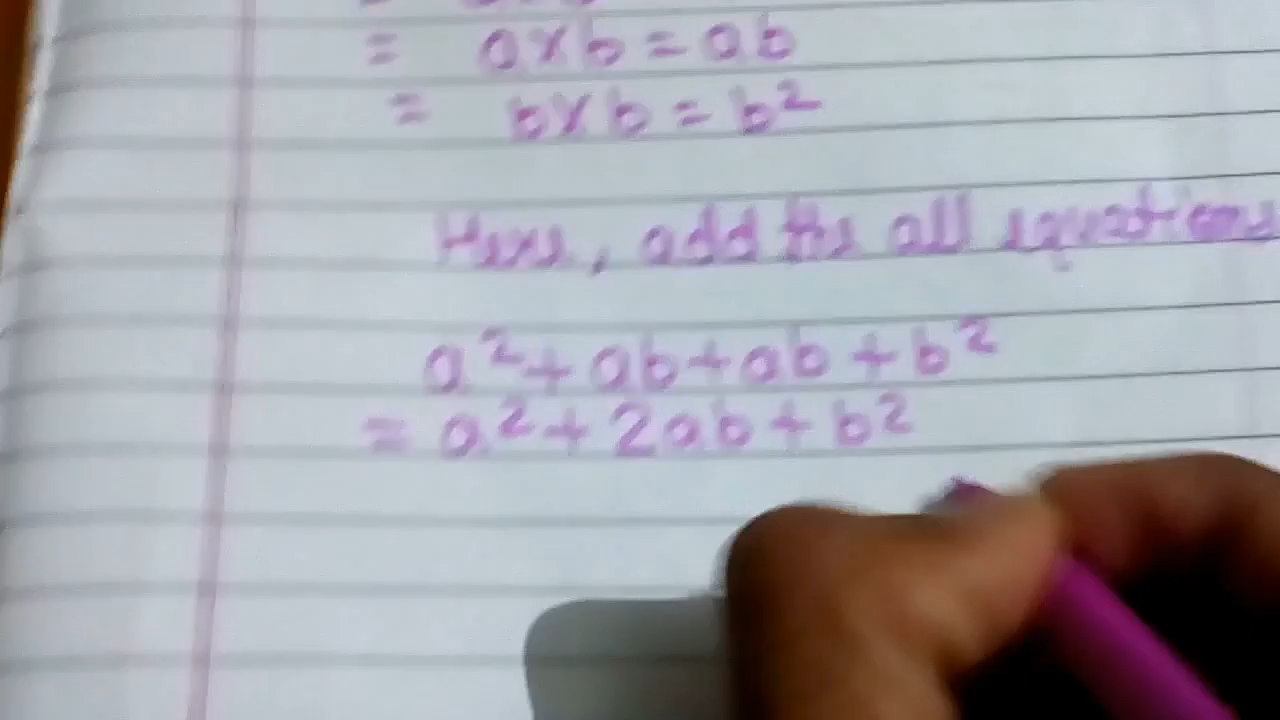 = a×b = ab
= b×b = b²
Here, add the all equations
a² + ab + ab + b²
= a² + 2ab + b²